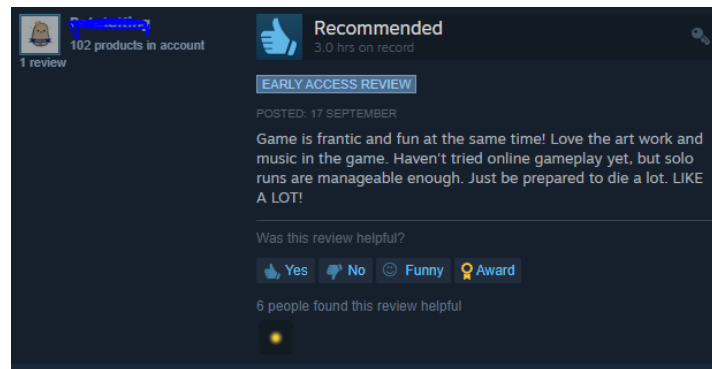 102 products in account
1 review
Recommended
3.0 hrs on record
EARLY ACCESS REVIEW
POSTED: 17 SEPTEMBER
Game is frantic and fun at the same time! Love the art work and
music in the game. Haven't tried online gameplay yet, but solo
runs are manageable enough. Just be prepared to die a lot. LIKE
A LOT!
Was this review helpful?
Yes No Funny Award
6 people found this review helpful